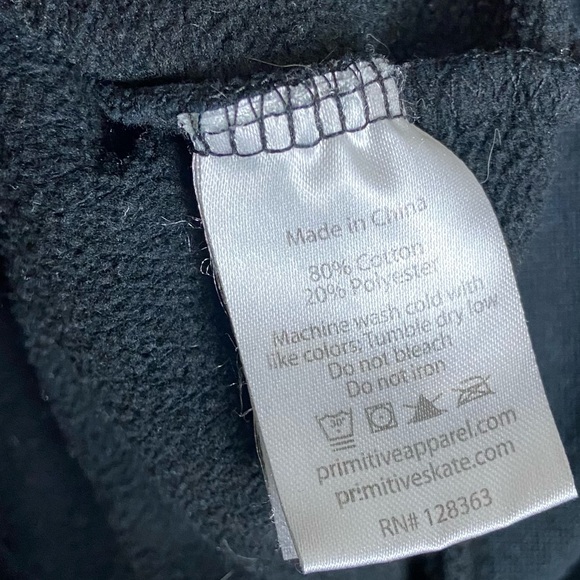 Made in China
80% Cotton
20% Polyester
Machine wash cold with
like colors; Tumble dry low
Do not bleach
Do not iron
30°
primitiveapparel.com
primitiveskate.com
RN# 128363